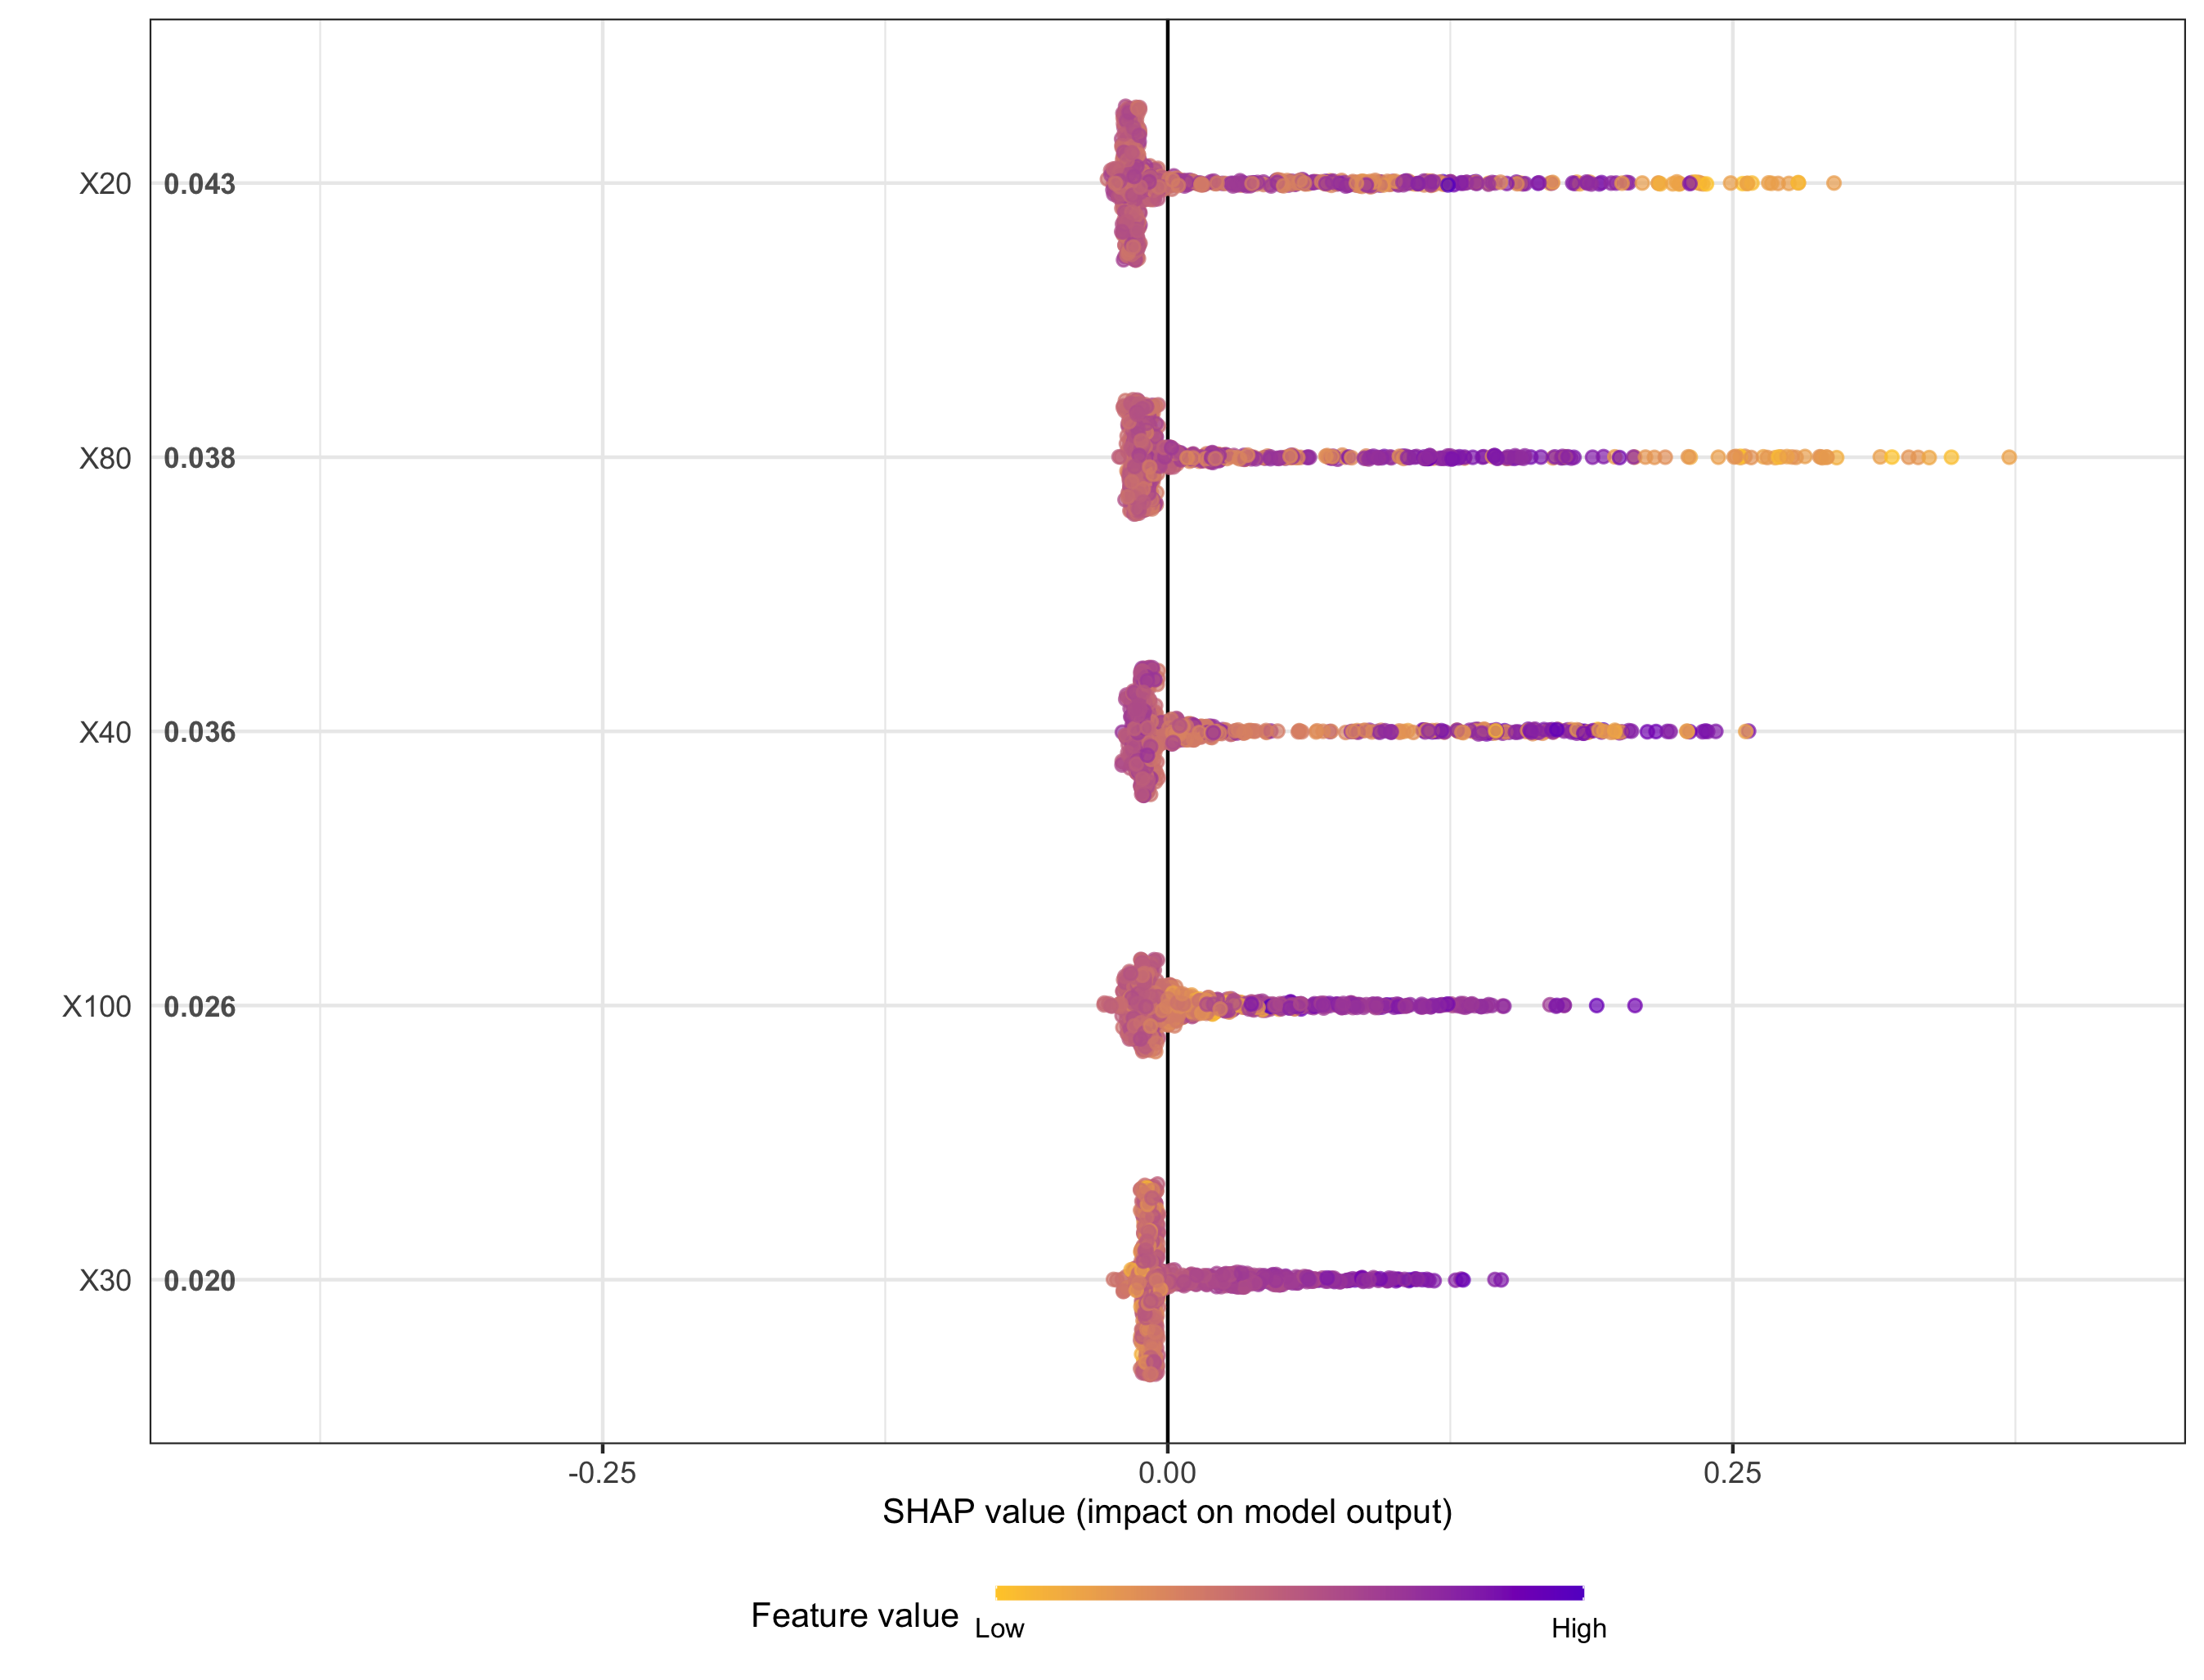 X20 0.043
X80 0.038
X40 0.036
X100 0.026
X30 0.020
-0.25 0.00 0.25
SHAP value (impact on model output)
Feature value
Low High